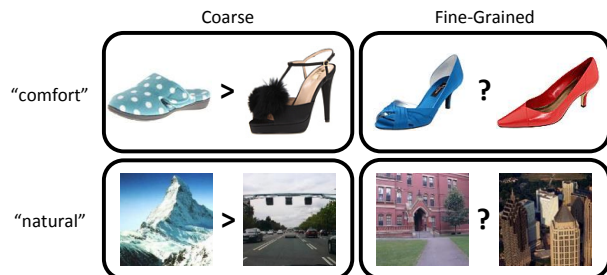 Coarse
Fine-Grained
“comfort”
>
?
“natural”
>
?